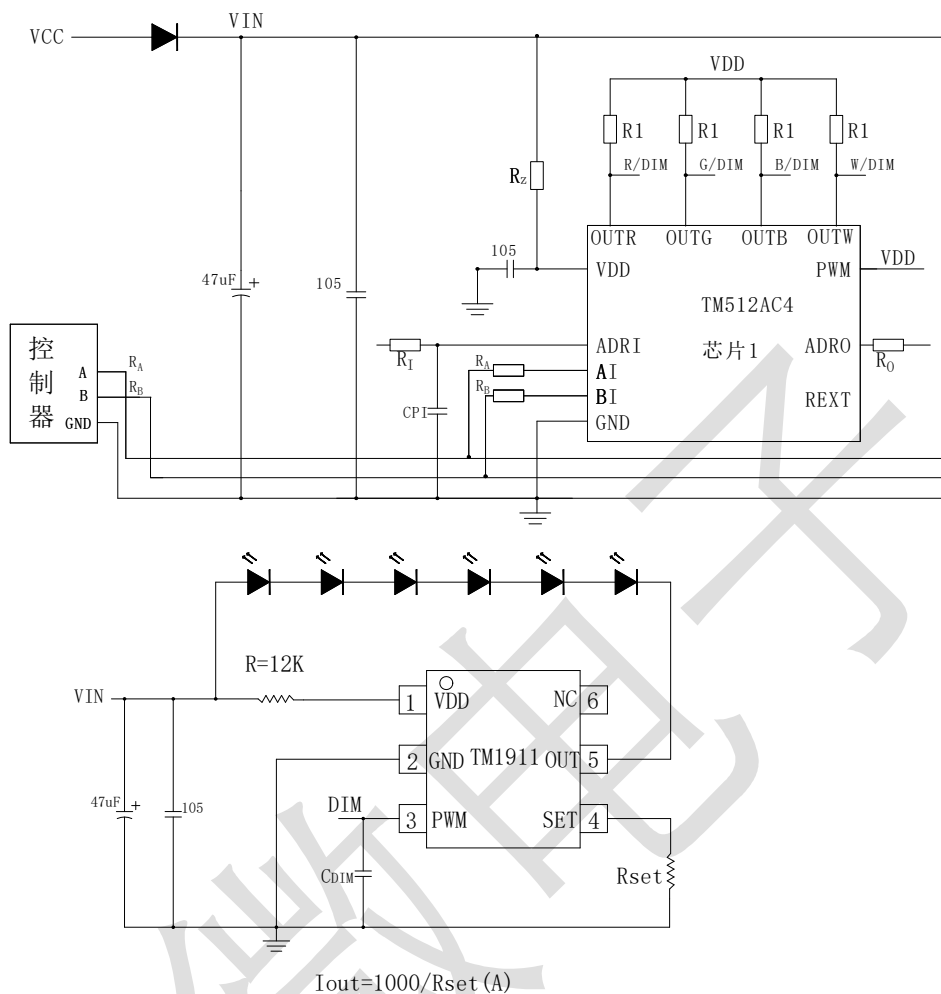 VCC
VIN
VDD
R1
R1
R1
R1
R/DIM
G/DIM
B/DIM
W/DIM
Rz
OUTR
OUTG
OUTB
OUTW
105
VDD
PWM
VDD
47uF
+
105
TM512AC4
芯片1
控制器
A
B
GND
RA
RB
RI
ADRI
ADRO
RO
RA
AI
RB
BI
REXT
CPI
GND
R=12K
VIN
1
VDD
NC
6
2
GND
TM1911
OUT
5
47uF
+
105
DIM
3
PWM
SET
4
CDIM
Rset
Iout=1000/Rset(A)
微电子